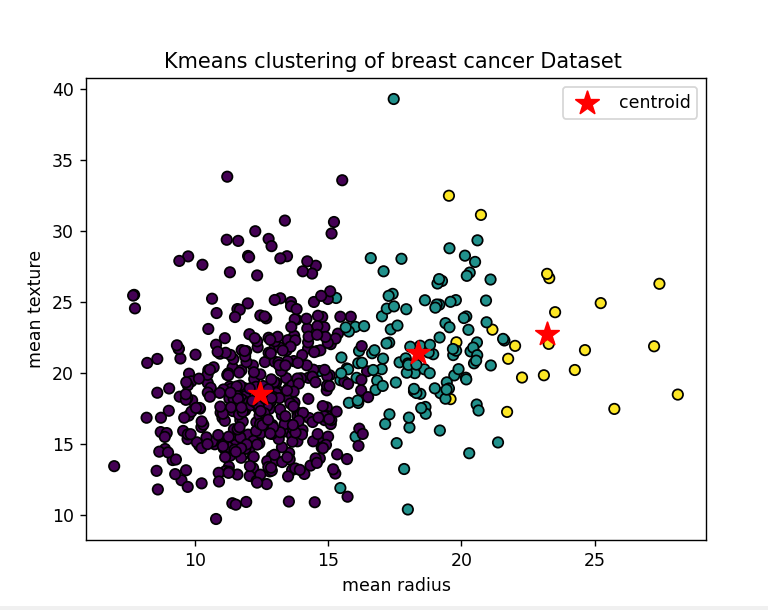 Kmeans clustering of breast cancer Dataset
centroid
40
35
30
25
20
15
10
mean texture
10 15 20 25
mean radius